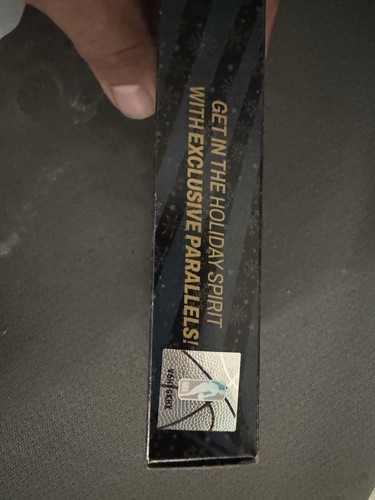 GET IN THE HOLIDAY SPIRIT
WITH EXCLUSIVE PARALLELS!